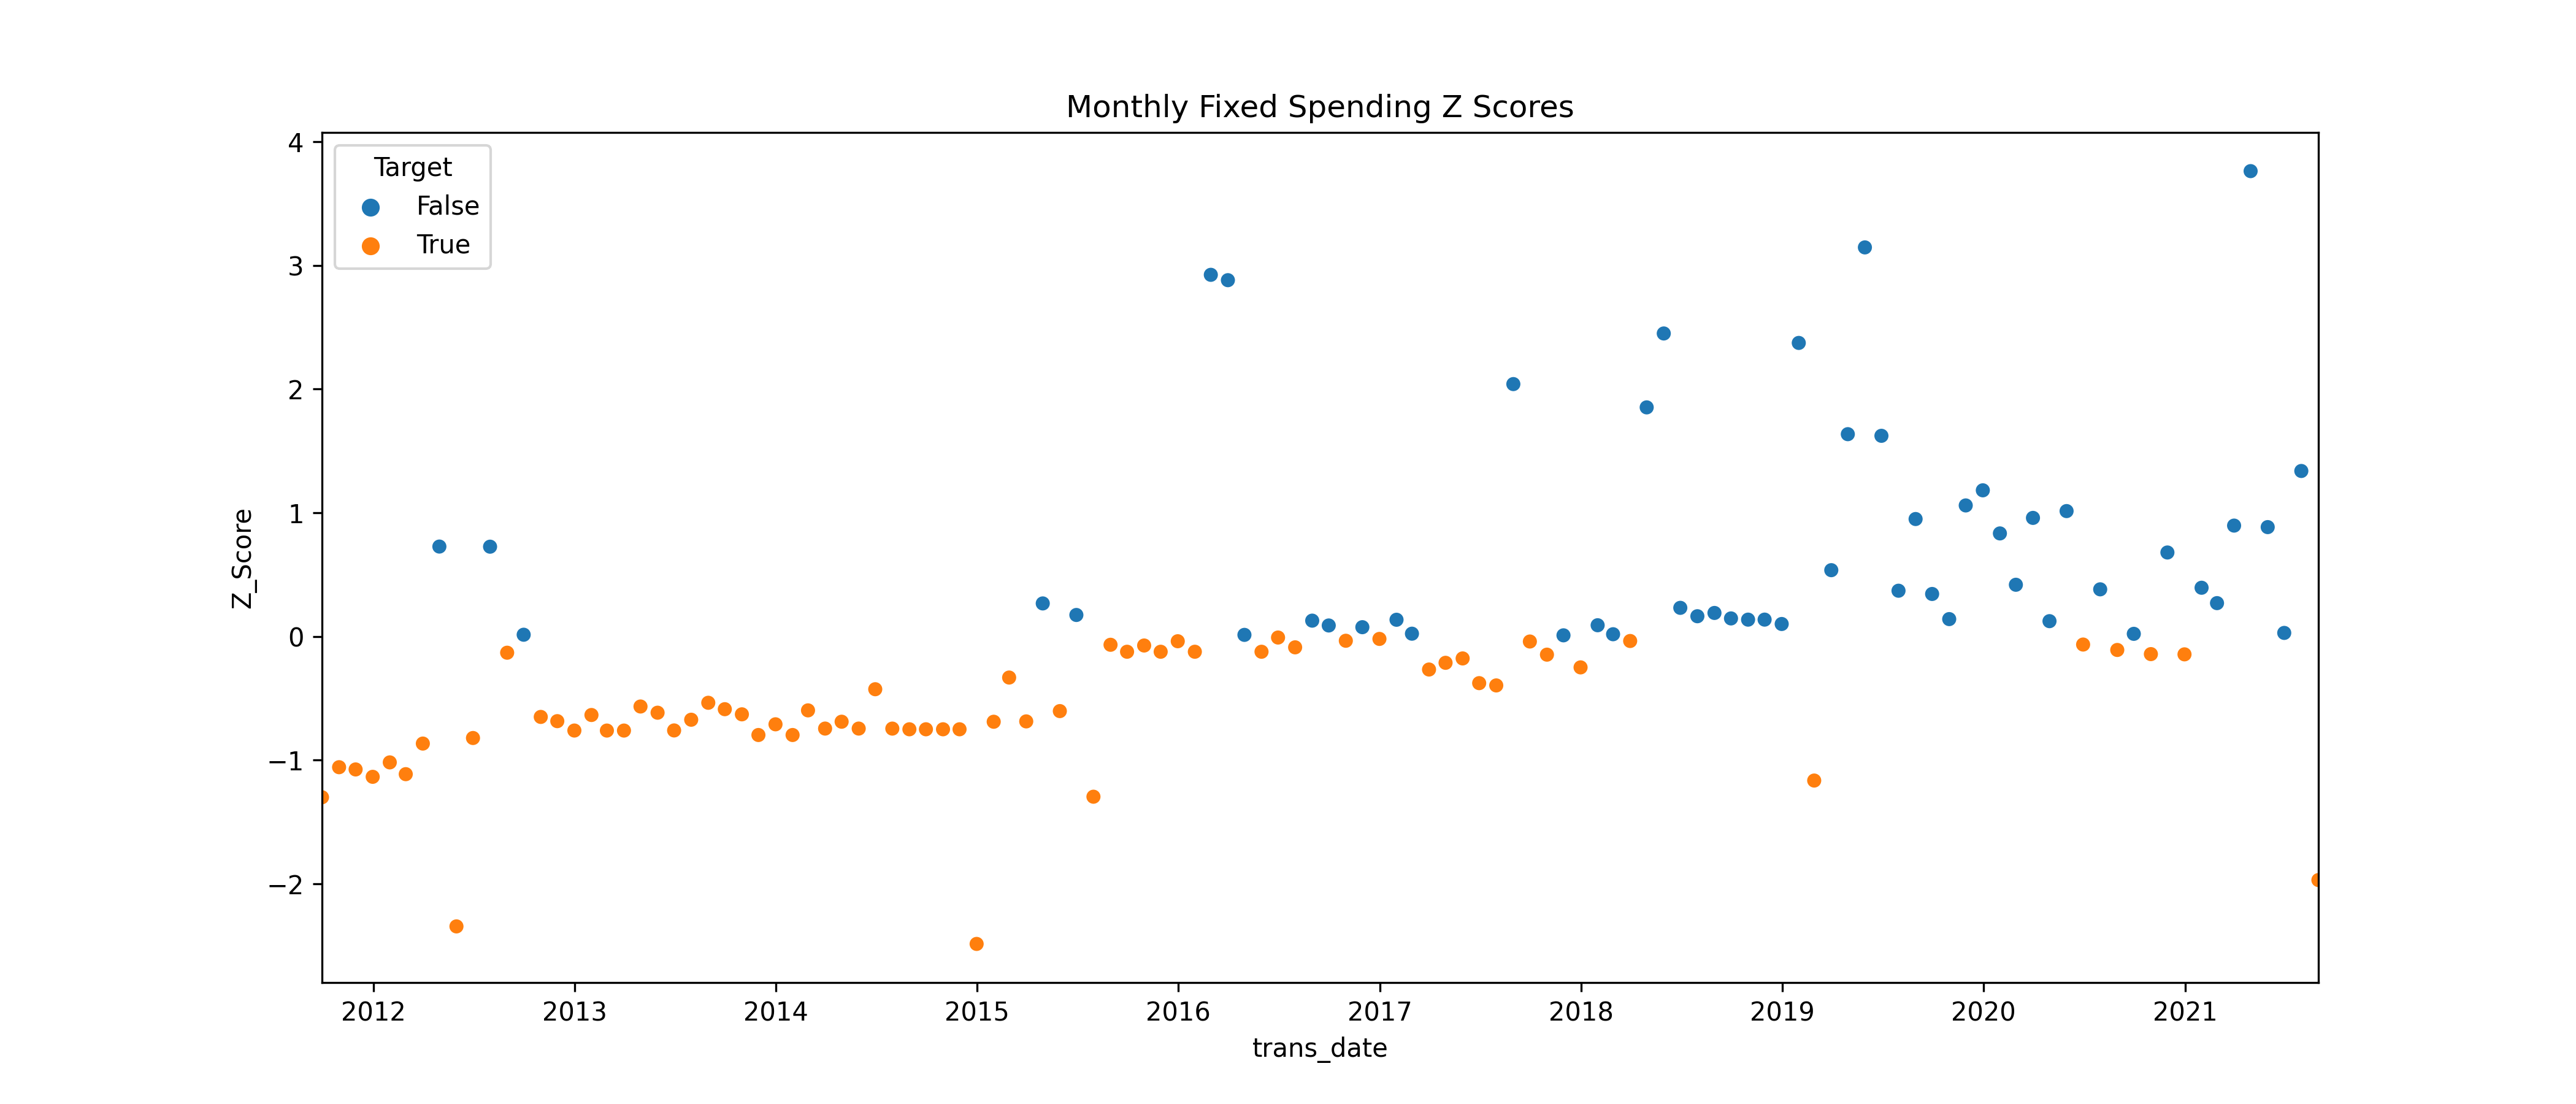 Monthly Fixed Spending Z Scores
Target
False
True
4
3
2
1
0
−1
−2
Z_Score
2012 2013 2014 2015 2016 2017 2018 2019 2020 2021
trans_date